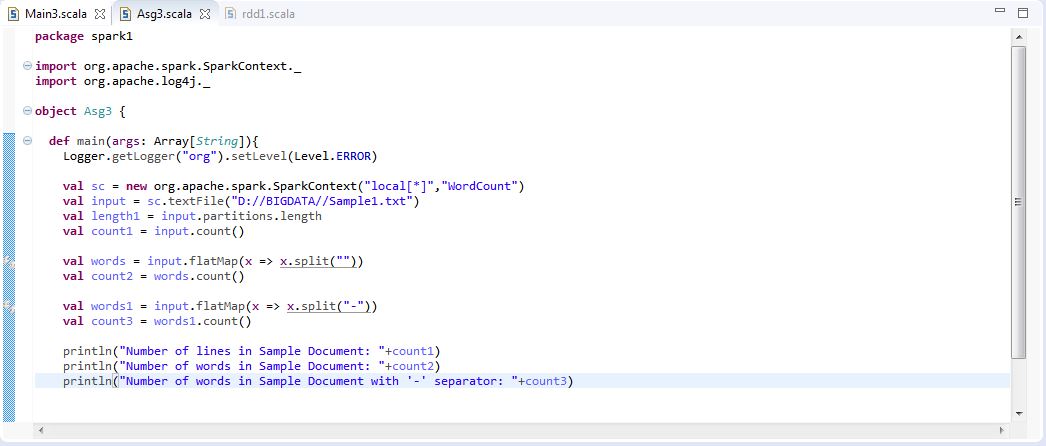 Main3.scala Asg3.scala rdd1.scala
package spark1
import org.apache.spark.SparkContext._
import org.apache.log4j._
object Asg3 {
def main(args: Array[String]){
Logger.getLogger("org").setLevel(Level.ERROR)
val sc = new org.apache.spark.SparkContext("local[*]","WordCount")
val input = sc.textFile("D://BIGDATA//Sample1.txt")
val length1 = input.partitions.length
val count1 = input.count()
val words = input.flatMap(x => x.split(""))
val count2 = words.count()
val words1 = input.flatMap(x => x.split("-"))
val count3 = words1.count()
println("Number of lines in Sample Document: "+count1)
println("Number of words in Sample Document: "+count2)
println("Number of words in Sample Document with '-' separator: "+count3)